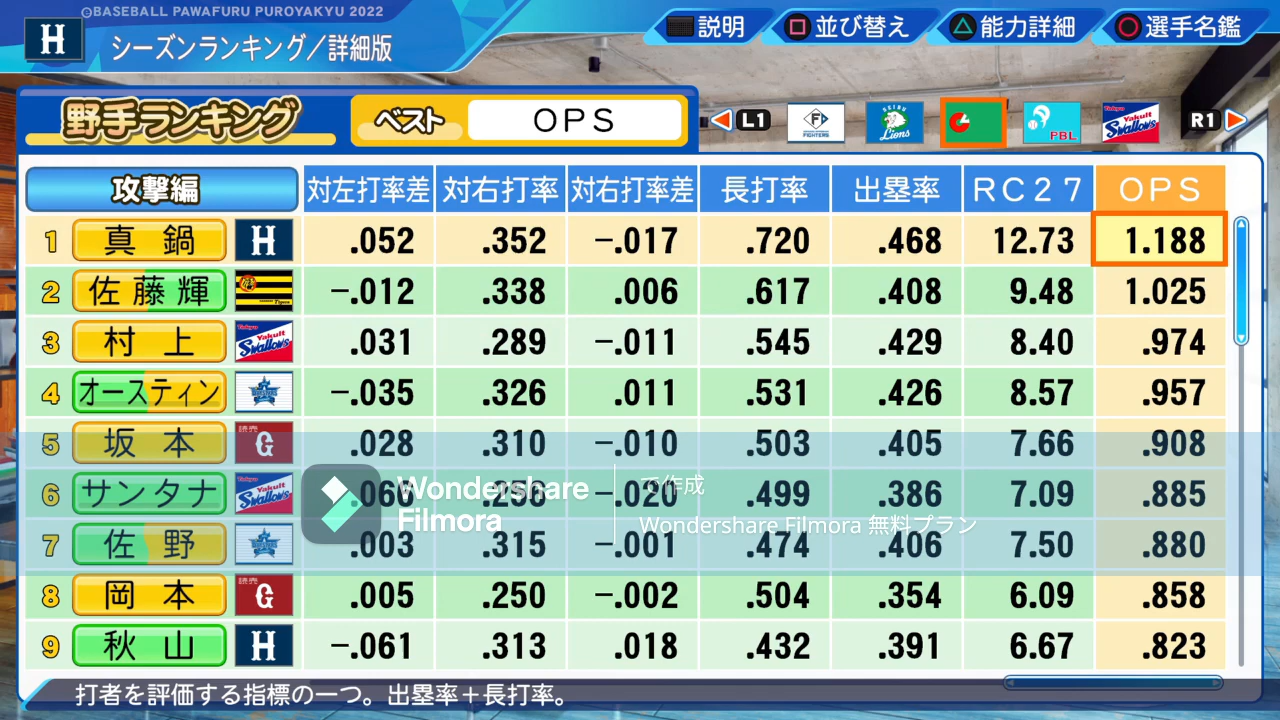 ©BASEBALL PAWAFURU PUROYAKYU 2022
H シーズンランキング／詳細版
説明 並び替え 能力詳細 選手名鑑
野手ランキング ベスト OPS
L1 F FIGHTERS SEIBU Lions PBL Tokyo Yakult Swallows R1
攻撃編 対左打率差 対右打率 対右打率差 長打率 出塁率 RC27 OPS
1 真鍋 H .052 .352 −.017 .720 .468 12.73 1.188
2 佐藤輝 Tigers −.012 .338 .006 .617 .408 9.48 1.025
3 村上 Tokyo Yakult Swallows .031 .289 −.011 .545 .429 8.40 .974
4 オースティン −.035 .326 .011 .531 .426 8.57 .957
5 坂本 読売 G .028 .310 −.010 .503 .405 7.66 .908
6 サンタナ Tokyo Yakult Swallows .499 .386 7.09 .885
Wondershare Filmora で作成
Wondershare Filmora 無料プラン
7 佐野 .003 .315 −.001 .474 .406 7.50 .880
8 岡本 読売 G .005 .250 −.002 .504 .354 6.09 .858
9 秋山 H −.061 .313 .018 .432 .391 6.67 .823
打者を評価する指標の一つ。出塁率＋長打率。